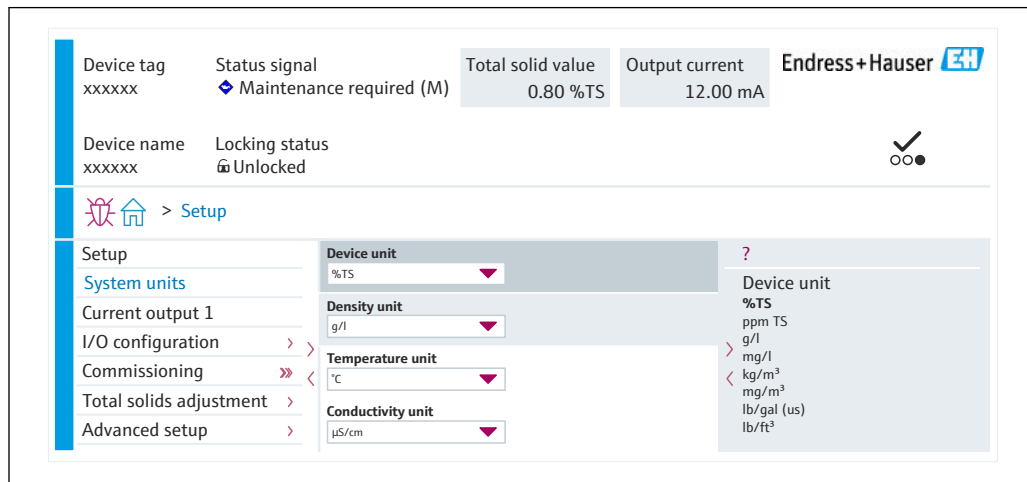 Device tag
xxxxxx
Status signal
Maintenance required (M)
Total solid value
0.80 %TS
Output current
12.00 mA
Endress+Hauser EH
Device name
xxxxxx
Locking status
Unlocked
> Setup
Setup
System units
Current output 1
I/O configuration >
Commissioning >>>
Total solids adjustment >
Advanced setup >
>
<
Device unit
%TS
Density unit
g/l
Temperature unit
°C
Conductivity unit
µS/cm
>
<
?
Device unit
%TS
ppm TS
g/l
mg/l
kg/m³
mg/m³
lb/gal (us)
lb/ft³